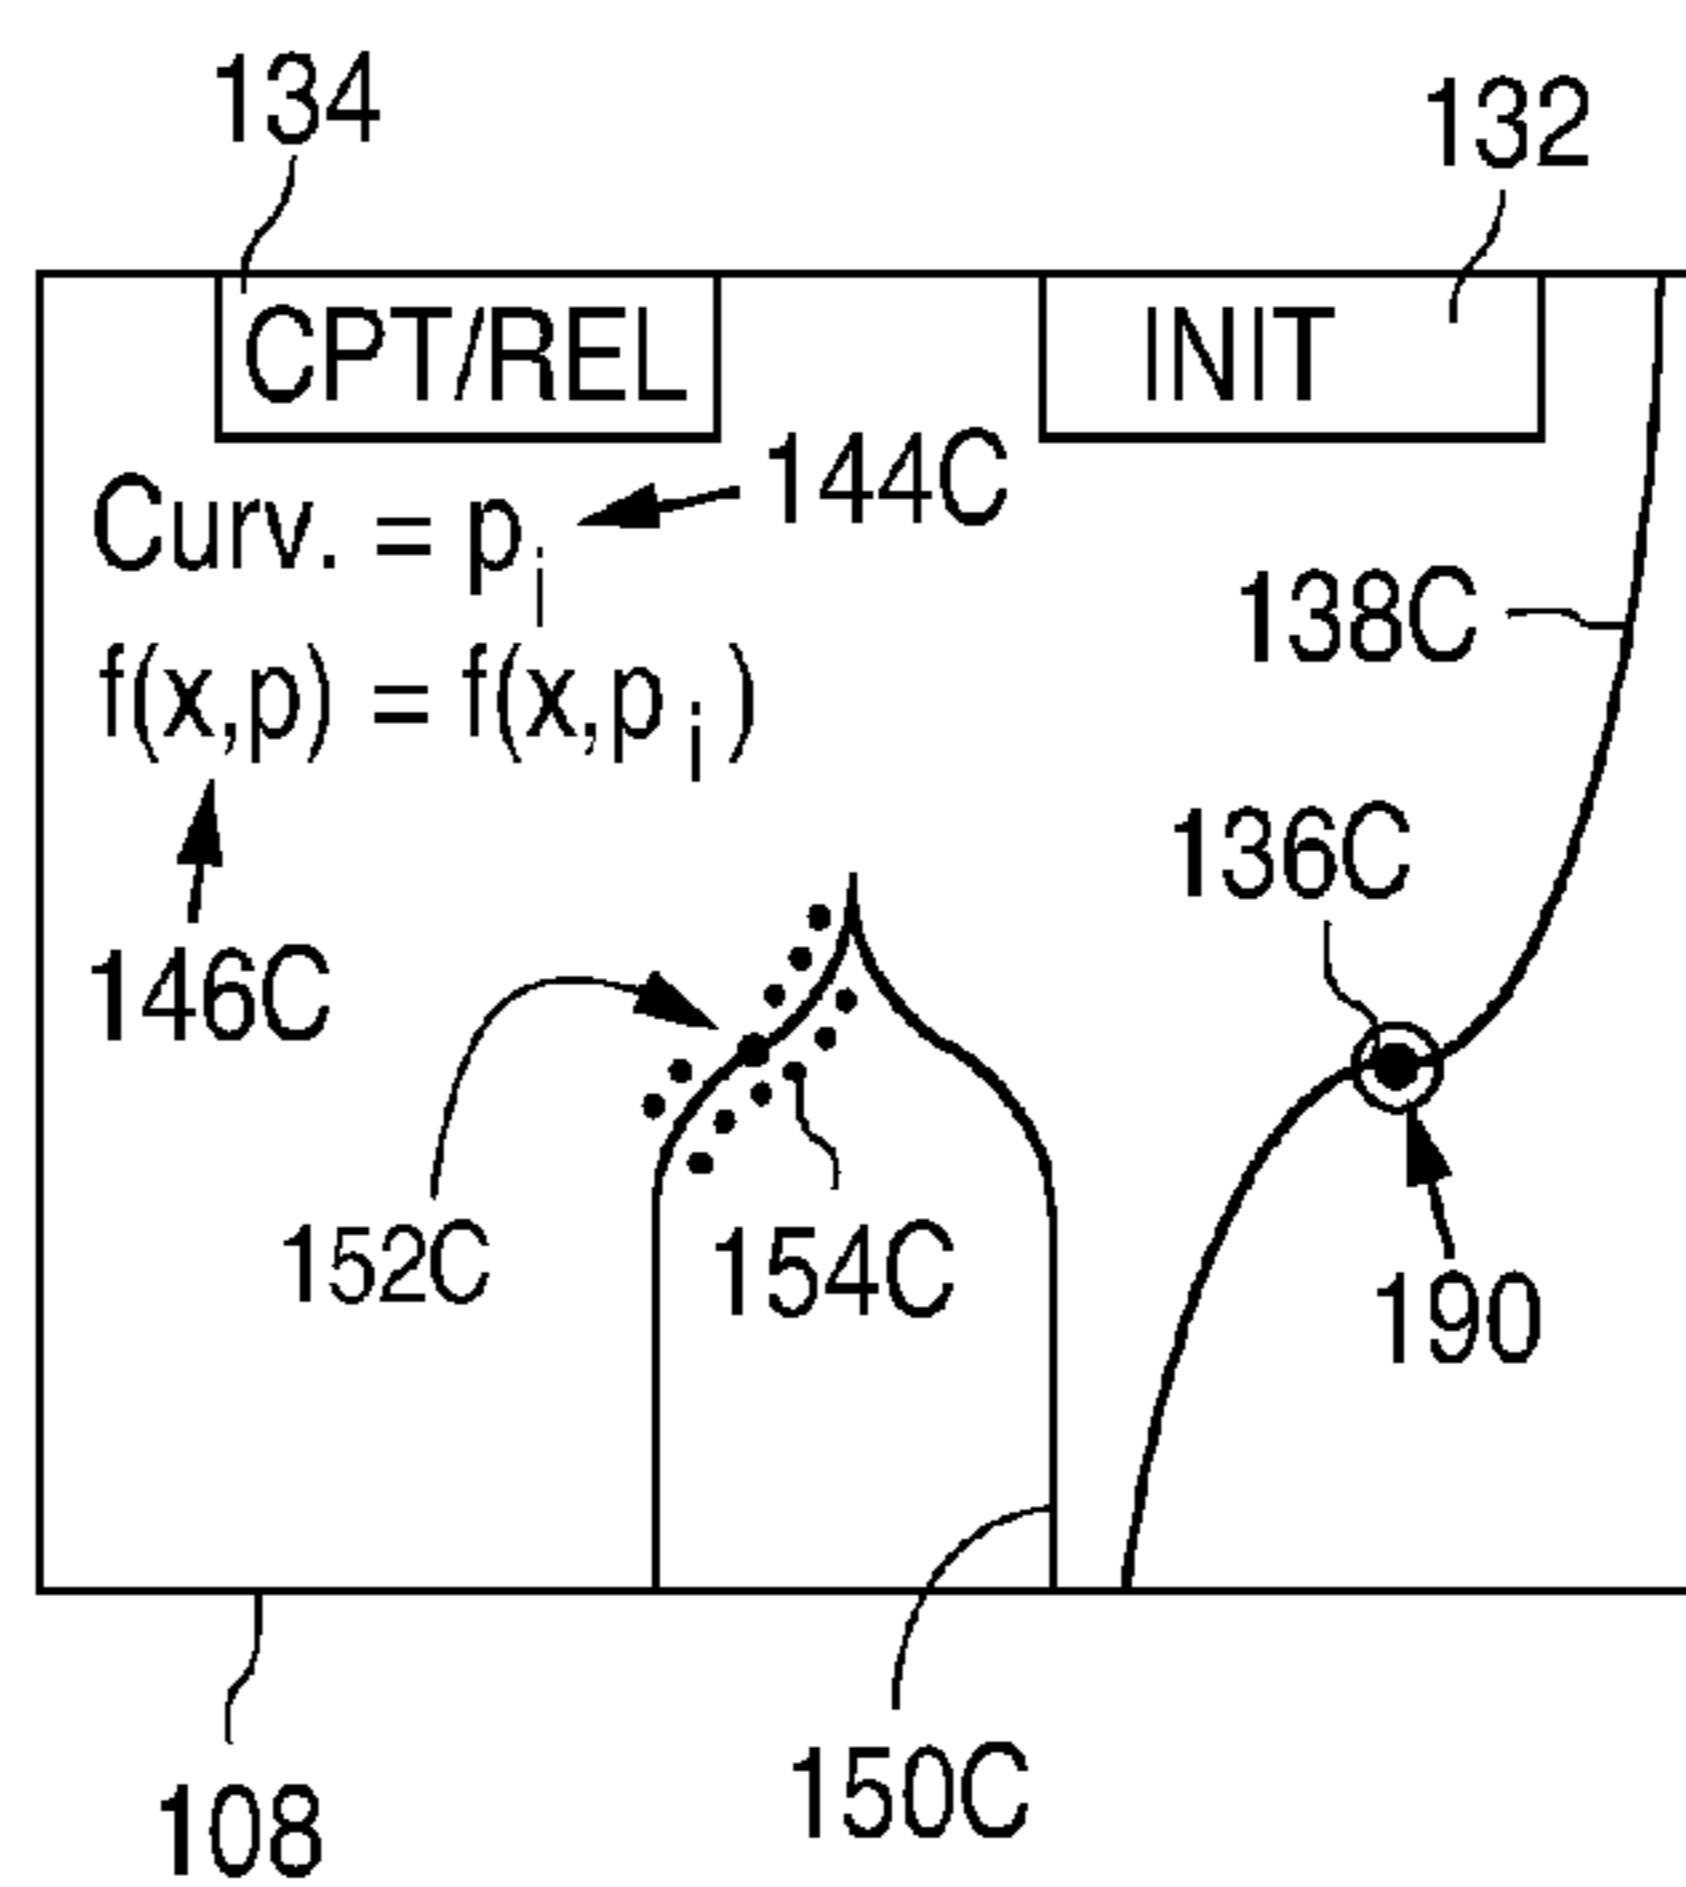 134
132
CPT/REL INIT
Curv. = pi 144C
138C
f(x,p) = f(x,pi)
136C
146C
152C 154C
190
150C
108